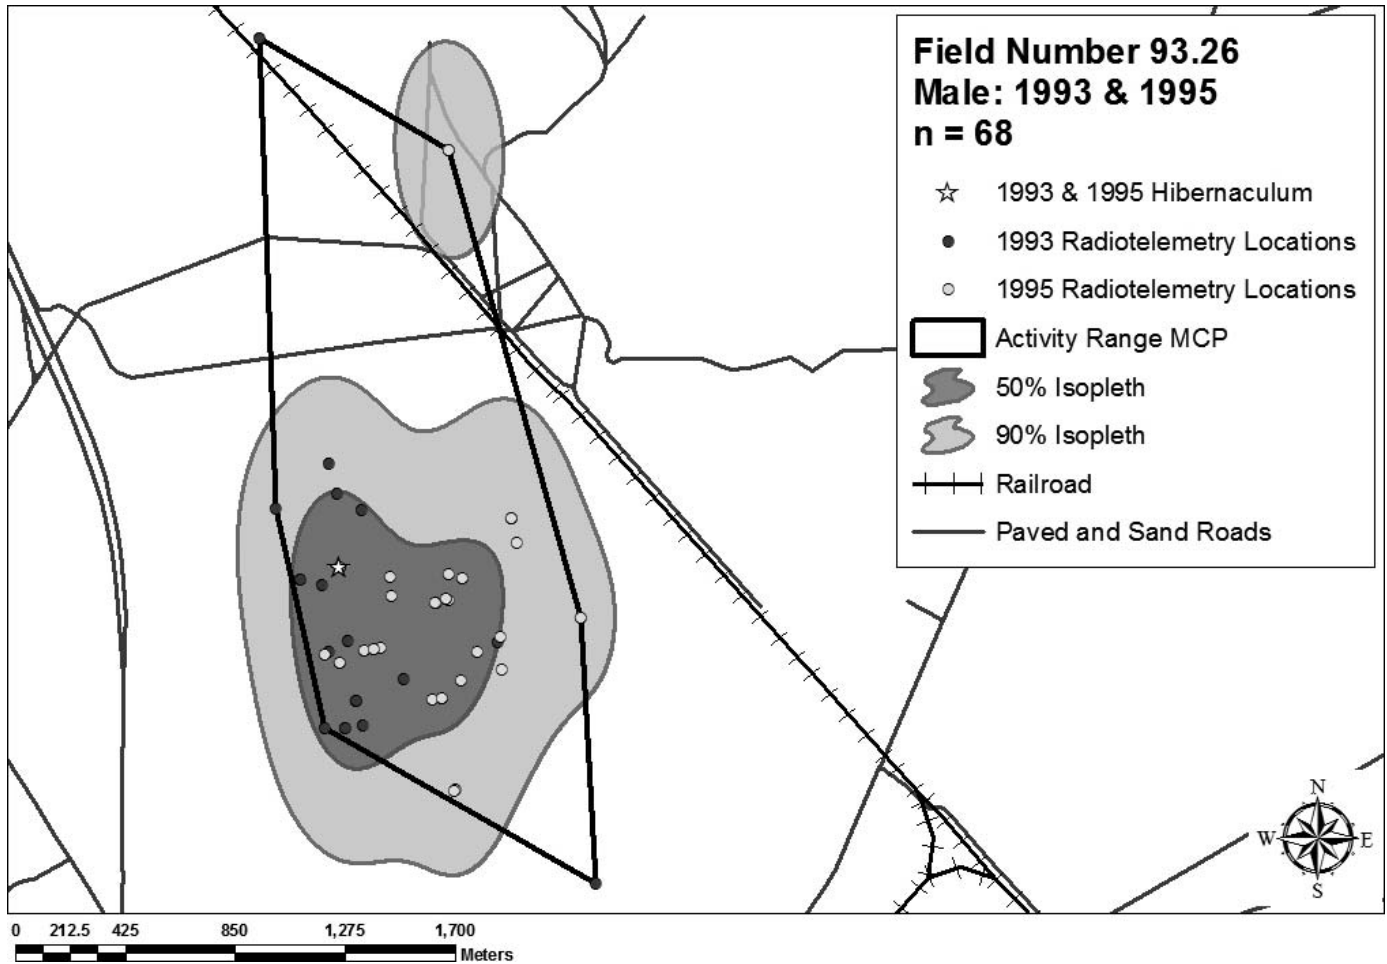 Field Number 93.26
Male: 1993 & 1995
n = 68
1993 & 1995 Hibernaculum
1993 Radiotelemetry Locations
1995 Radiotelemetry Locations
Activity Range MCP
50% Isopleth
90% Isopleth
Railroad
Paved and Sand Roads
N
W E
S
0 212.5 425 850 1,275 1,700
Meters